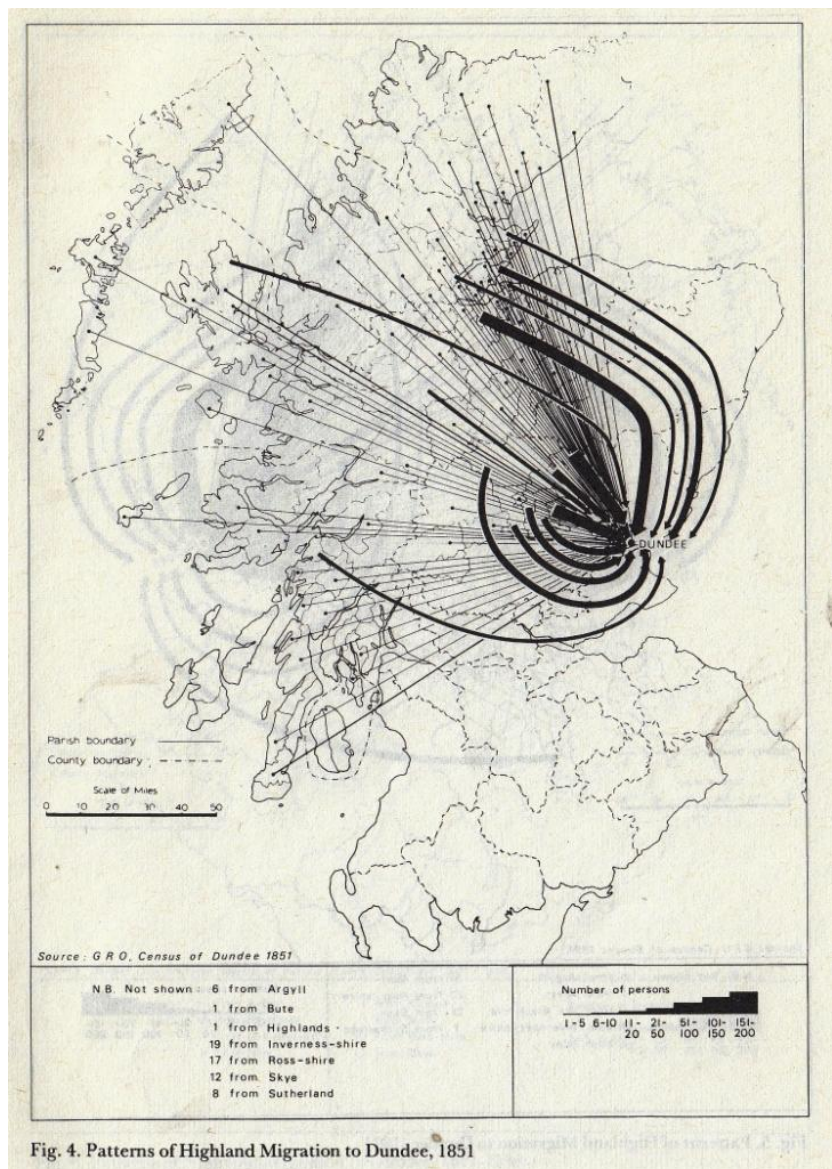 DUNDEE
Parish boundary
County boundary
Scale of Miles
0 10 20 30 40 50
Source : G R O, Census of Dundee 1851
N.B. Not shown : 6 from Argyll
1 from Bute
1 from Highlands
19 from Inverness-shire
17 from Ross-shire
12 from Skye
8 from Sutherland
Number of persons
1-5 6-10 11-20 21-50 51-100 101-150 151-200
Fig. 4. Patterns of Highland Migration to Dundee, 1851